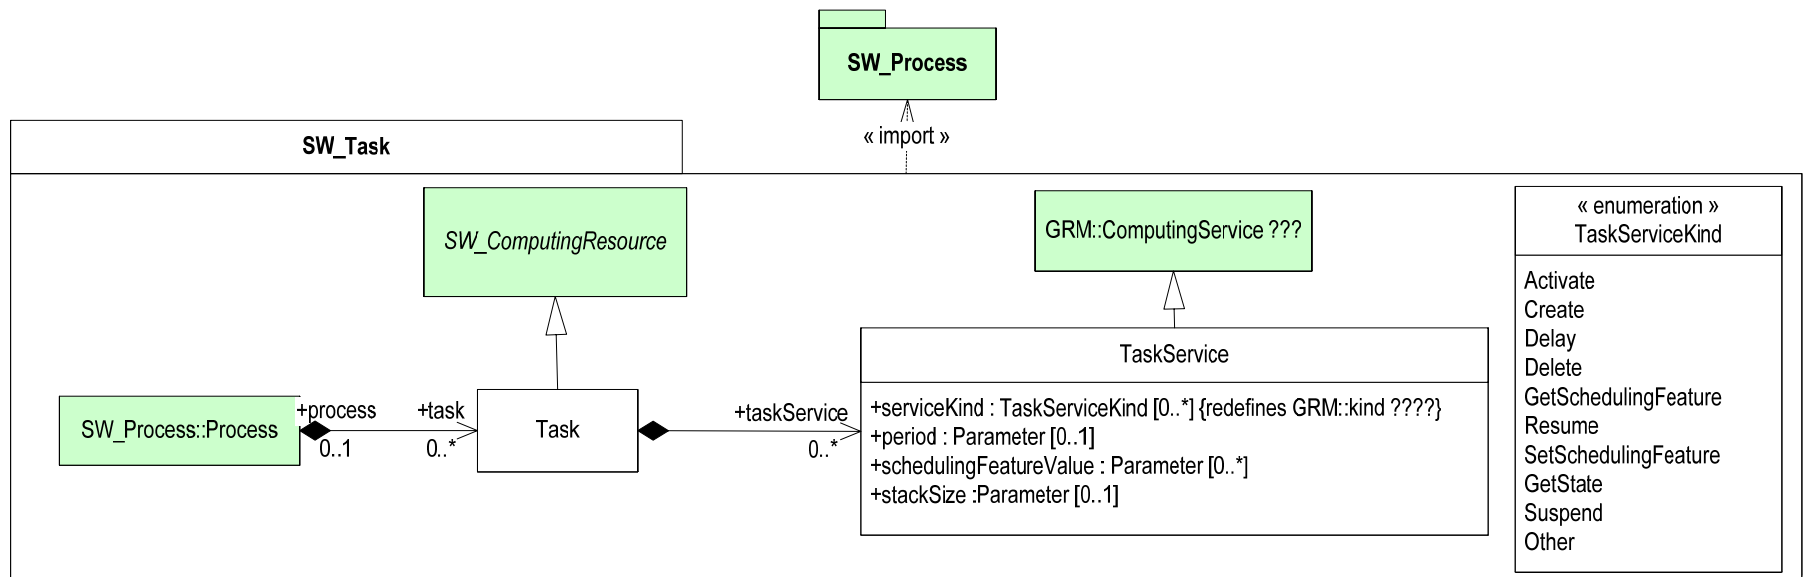 SW_Process
« import »
SW_Task
SW_ComputingResource
GRM::ComputingService ???
« enumeration »
TaskServiceKind
Activate
Create
Delay
Delete
GetSchedulingFeature
Resume
SetSchedulingFeature
GetState
Suspend
Other
SW_Process::Process
+process
0..1
+task
0..*
Task
+taskService
0..*
TaskService
+serviceKind : TaskServiceKind [0..*] {redefines GRM::kind ????}
+period : Parameter [0..1]
+schedulingFeatureValue : Parameter [0..*]
+stackSize :Parameter [0..1]